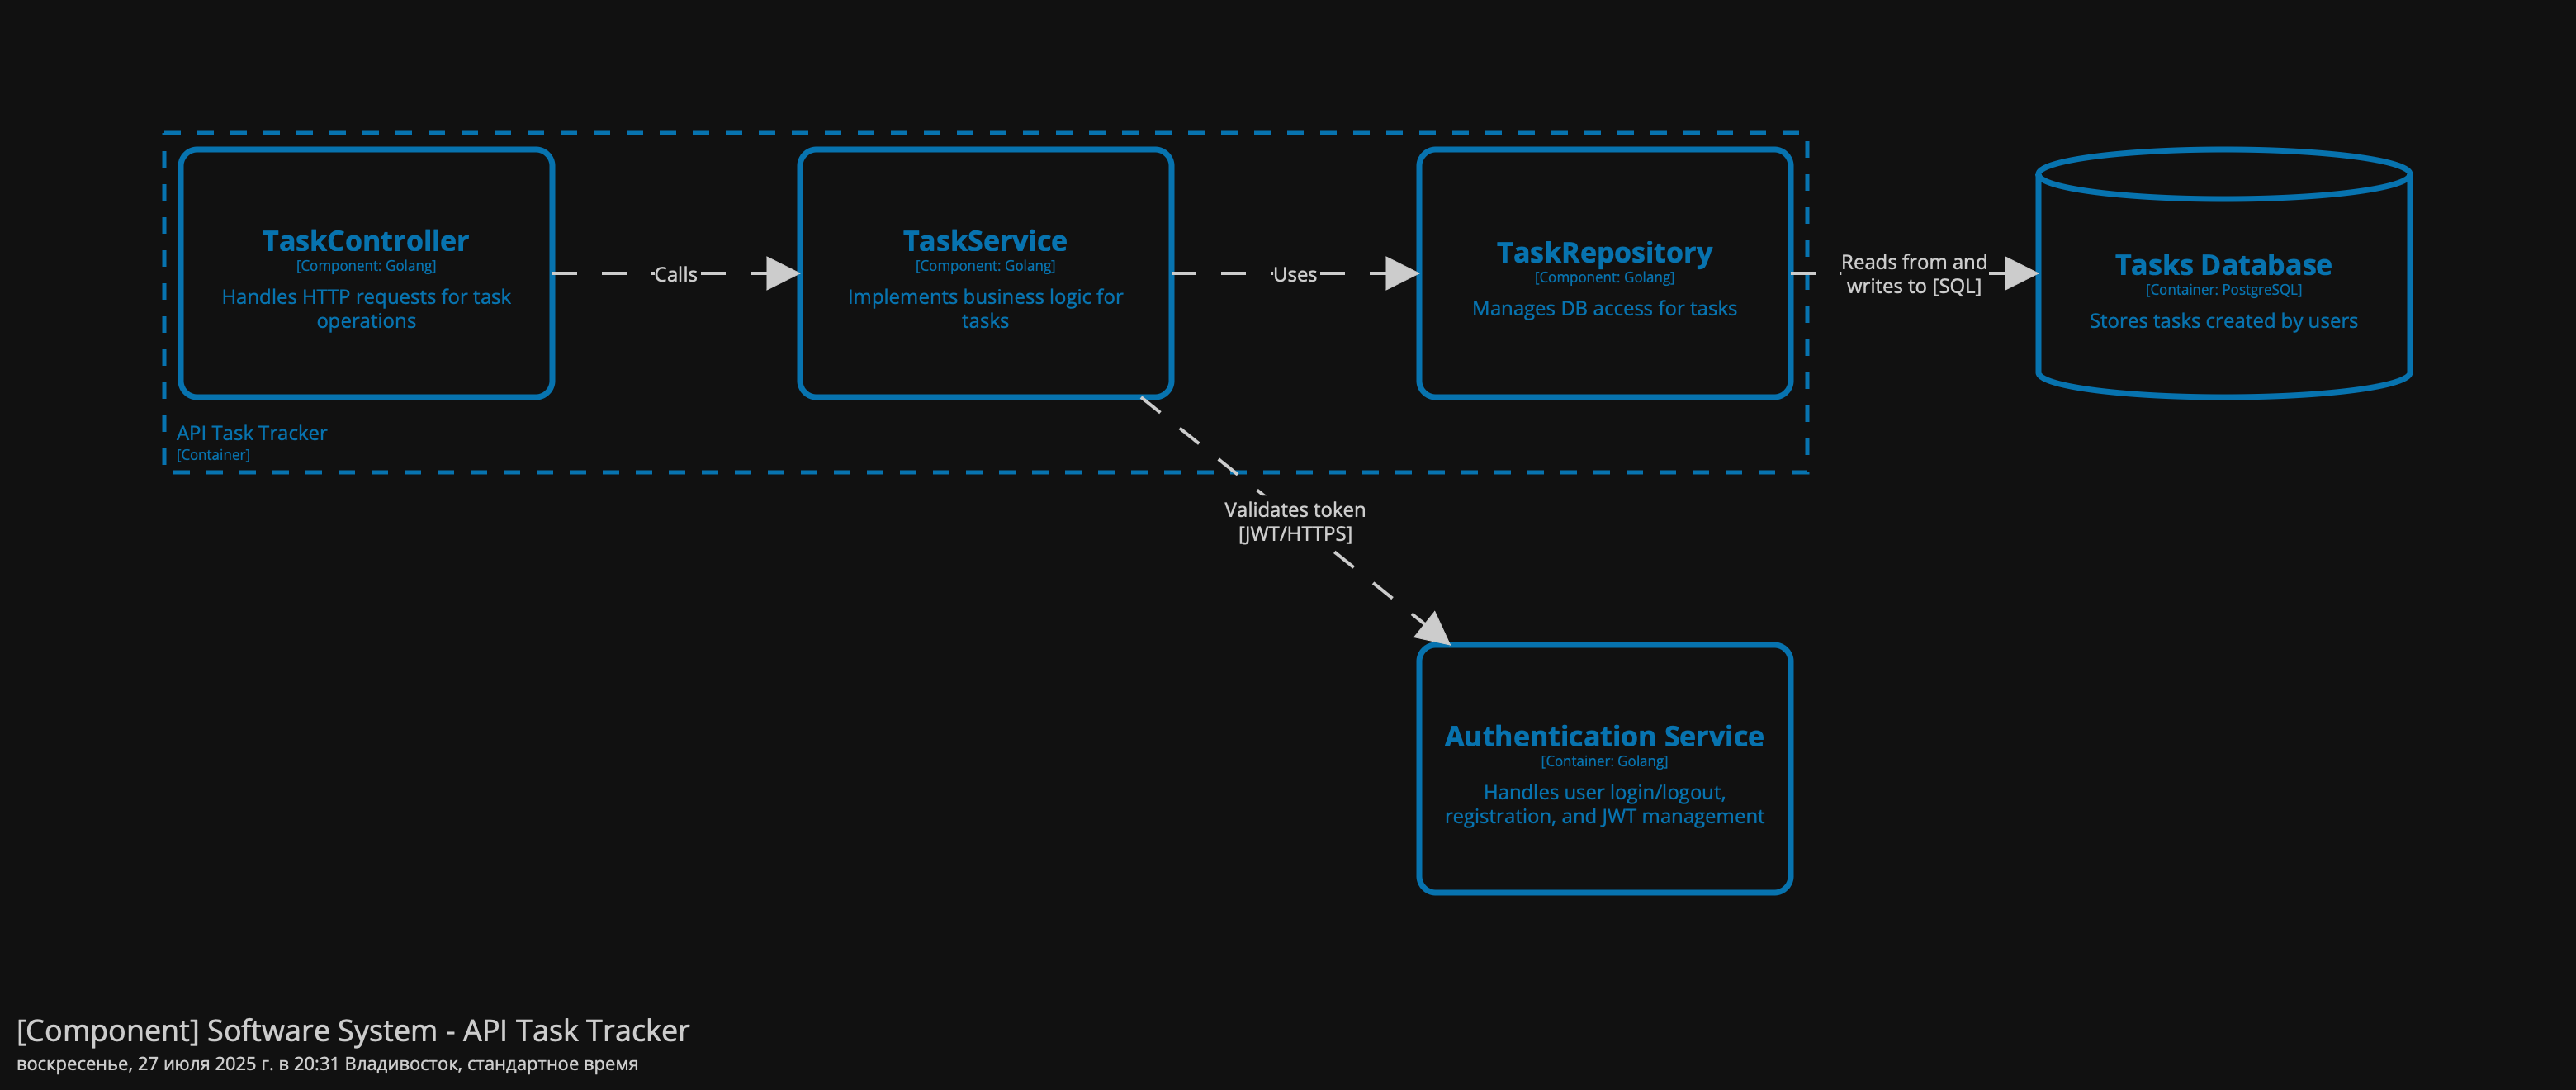 TaskController
[Component: Golang]
Handles HTTP requests for task
operations
Calls
TaskService
[Component: Golang]
Implements business logic for
tasks
Uses
TaskRepository
[Component: Golang]
Manages DB access for tasks
Reads from and
writes to [SQL]
Tasks Database
[Container: PostgreSQL]
Stores tasks created by users
API Task Tracker
[Container]
Validates token
[JWT/HTTPS]
Authentication Service
[Container: Golang]
Handles user login/logout,
registration, and JWT management
[Component] Software System - API Task Tracker
воскресенье, 27 июля 2025 г. в 20:31 Владивосток, стандартное время